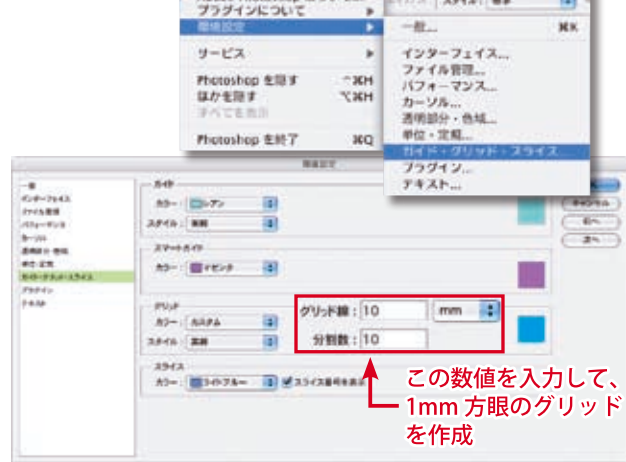 プラグインについて
環境設定
サービス
Photoshop を隠す ^⌘H
ほかを隠す ⌥⌘H
すべてを表示
Photoshop を終了 ⌘Q
一般... ⌘K
インターフェイス...
ファイル管理...
パフォーマンス...
カーソル...
透明部分・色域...
単位・定規...
ガイド・グリッド・スライス
プラグイン...
テキスト...
環境設定
一般
インターフェイス
ファイル管理
パフォーマンス
カーソル
透明部分・色域
単位・定規
ガイド・グリッド・スライス
プラグイン
テキスト
ガイド
カラー: シアン
スタイル: 実線
スマートガイド
カラー: マゼンタ
グリッド
カラー: カスタム
スタイル: 実線
グリッド線:10 mm
分割数:10
スライス
カラー: ライトブルー スライス番号を表示
キャンセル
前へ
次へ
この数値を入力して、
1mm 方眼のグリッド
を作成